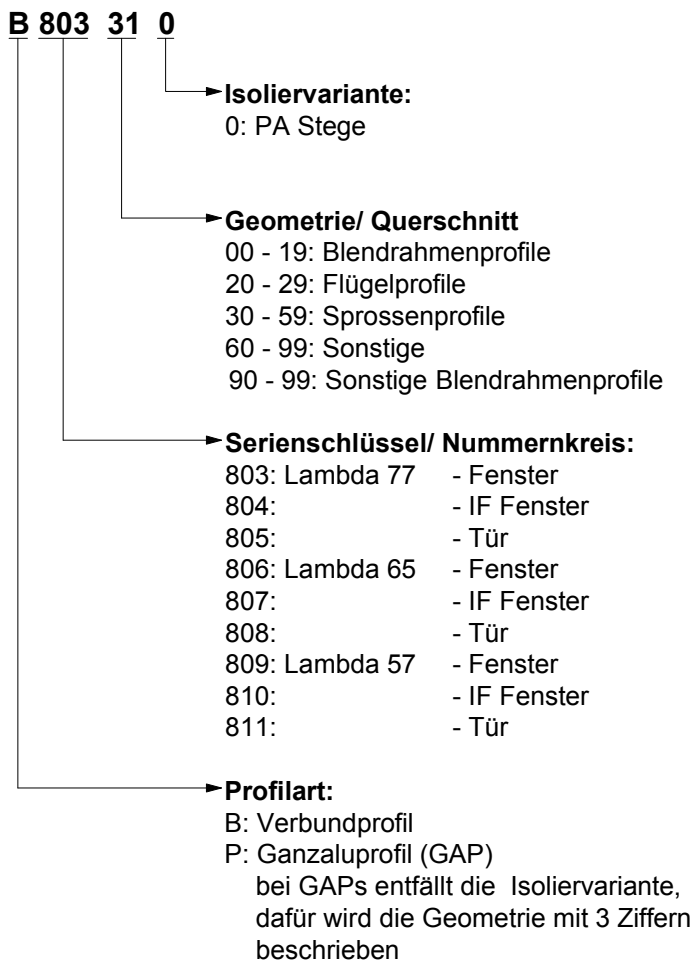 B 803 31 0
Isoliervariante:
0: PA Stege
Geometrie/ Querschnitt
00 - 19: Blendrahmenprofile
20 - 29: Flügelprofile
30 - 59: Sprossenprofile
60 - 99: Sonstige
90 - 99: Sonstige Blendrahmenprofile
Serienschlüssel/ Nummernkreis:
803: Lambda 77 - Fenster
804: - IF Fenster
805: - Tür
806: Lambda 65 - Fenster
807: - IF Fenster
808: - Tür
809: Lambda 57 - Fenster
810: - IF Fenster
811: - Tür
Profilart:
B: Verbundprofil
P: Ganzaluprofil (GAP)
bei GAPs entfällt die Isoliervariante,
dafür wird die Geometrie mit 3 Ziffern
beschrieben